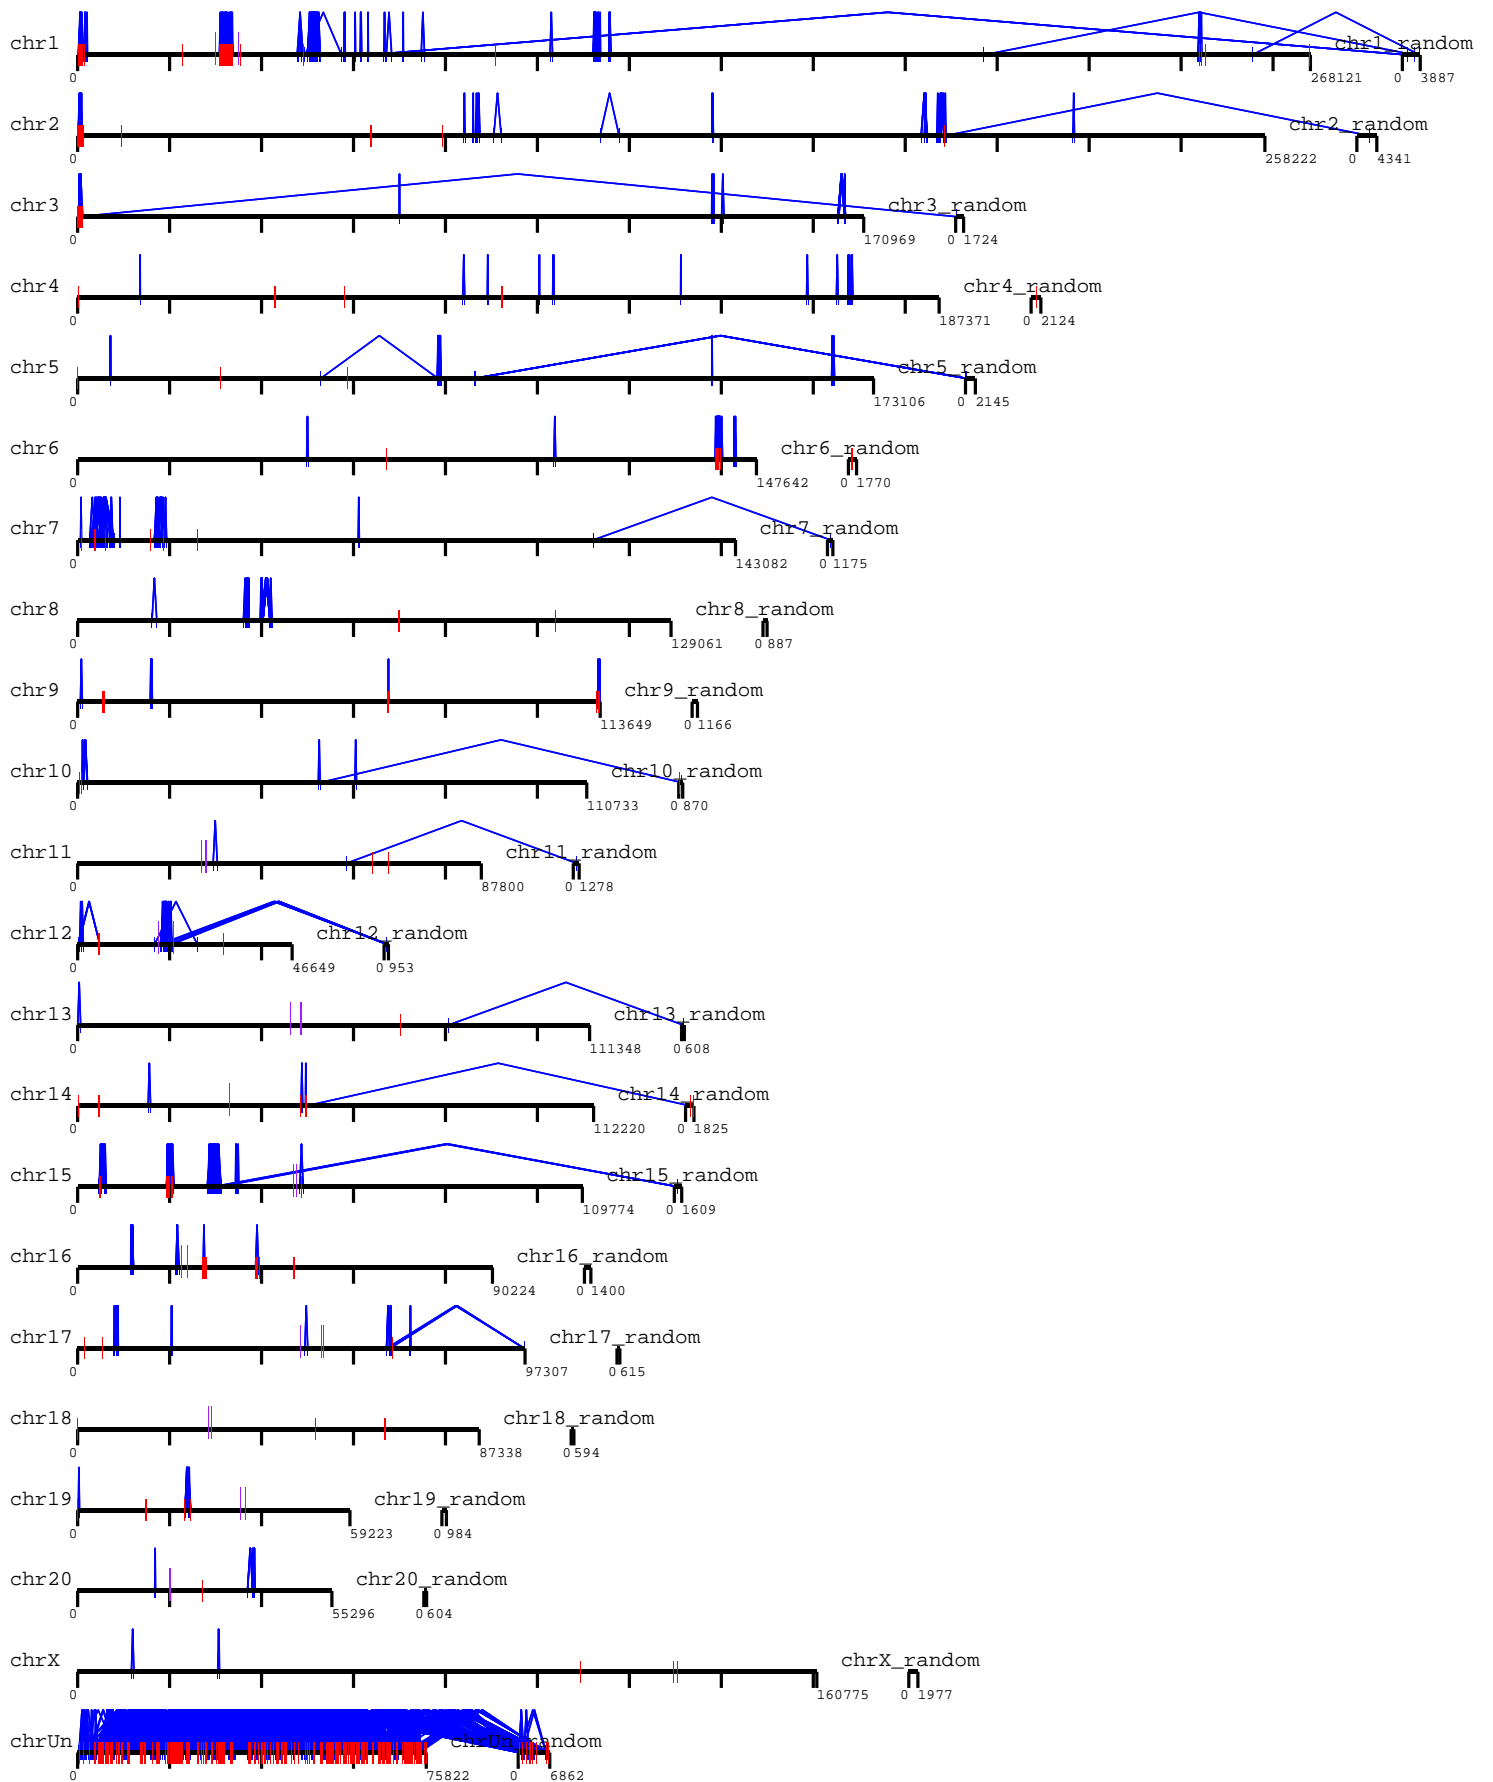 chr1 chr1_random
0 268121 0 3887
chr2 chr2_random
0 258222 0 4341
chr3 chr3_random
0 170969 0 1724
chr4 chr4_random
0 187371 0 2124
chr5 chr5_random
0 173106 0 2145
chr6 chr6_random
0 147642 0 1770
chr7 chr7_random
0 143082 0 1175
chr8 chr8_random
0 129061 0 887
chr9 chr9_random
0 113649 0 1166
chr10 chr10_random
0 110733 0 870
chr11 chr11_random
0 87800 0 1278
chr12 chr12_random
0 46649 0 953
chr13 chr13_random
0 111348 0 608
chr14 chr14_random
0 112220 0 1825
chr15 chr15_random
0 109774 0 1609
chr16 chr16_random
0 90224 0 1400
chr17 chr17_random
0 97307 0 615
chr18 chr18_random
0 87338 0 594
chr19 chr19_random
0 59223 0 984
chr20 chr20_random
0 55296 0 604
chrX chrX_random
0 160775 0 1977
chrUn chrUn_random
0 75822 0 6862